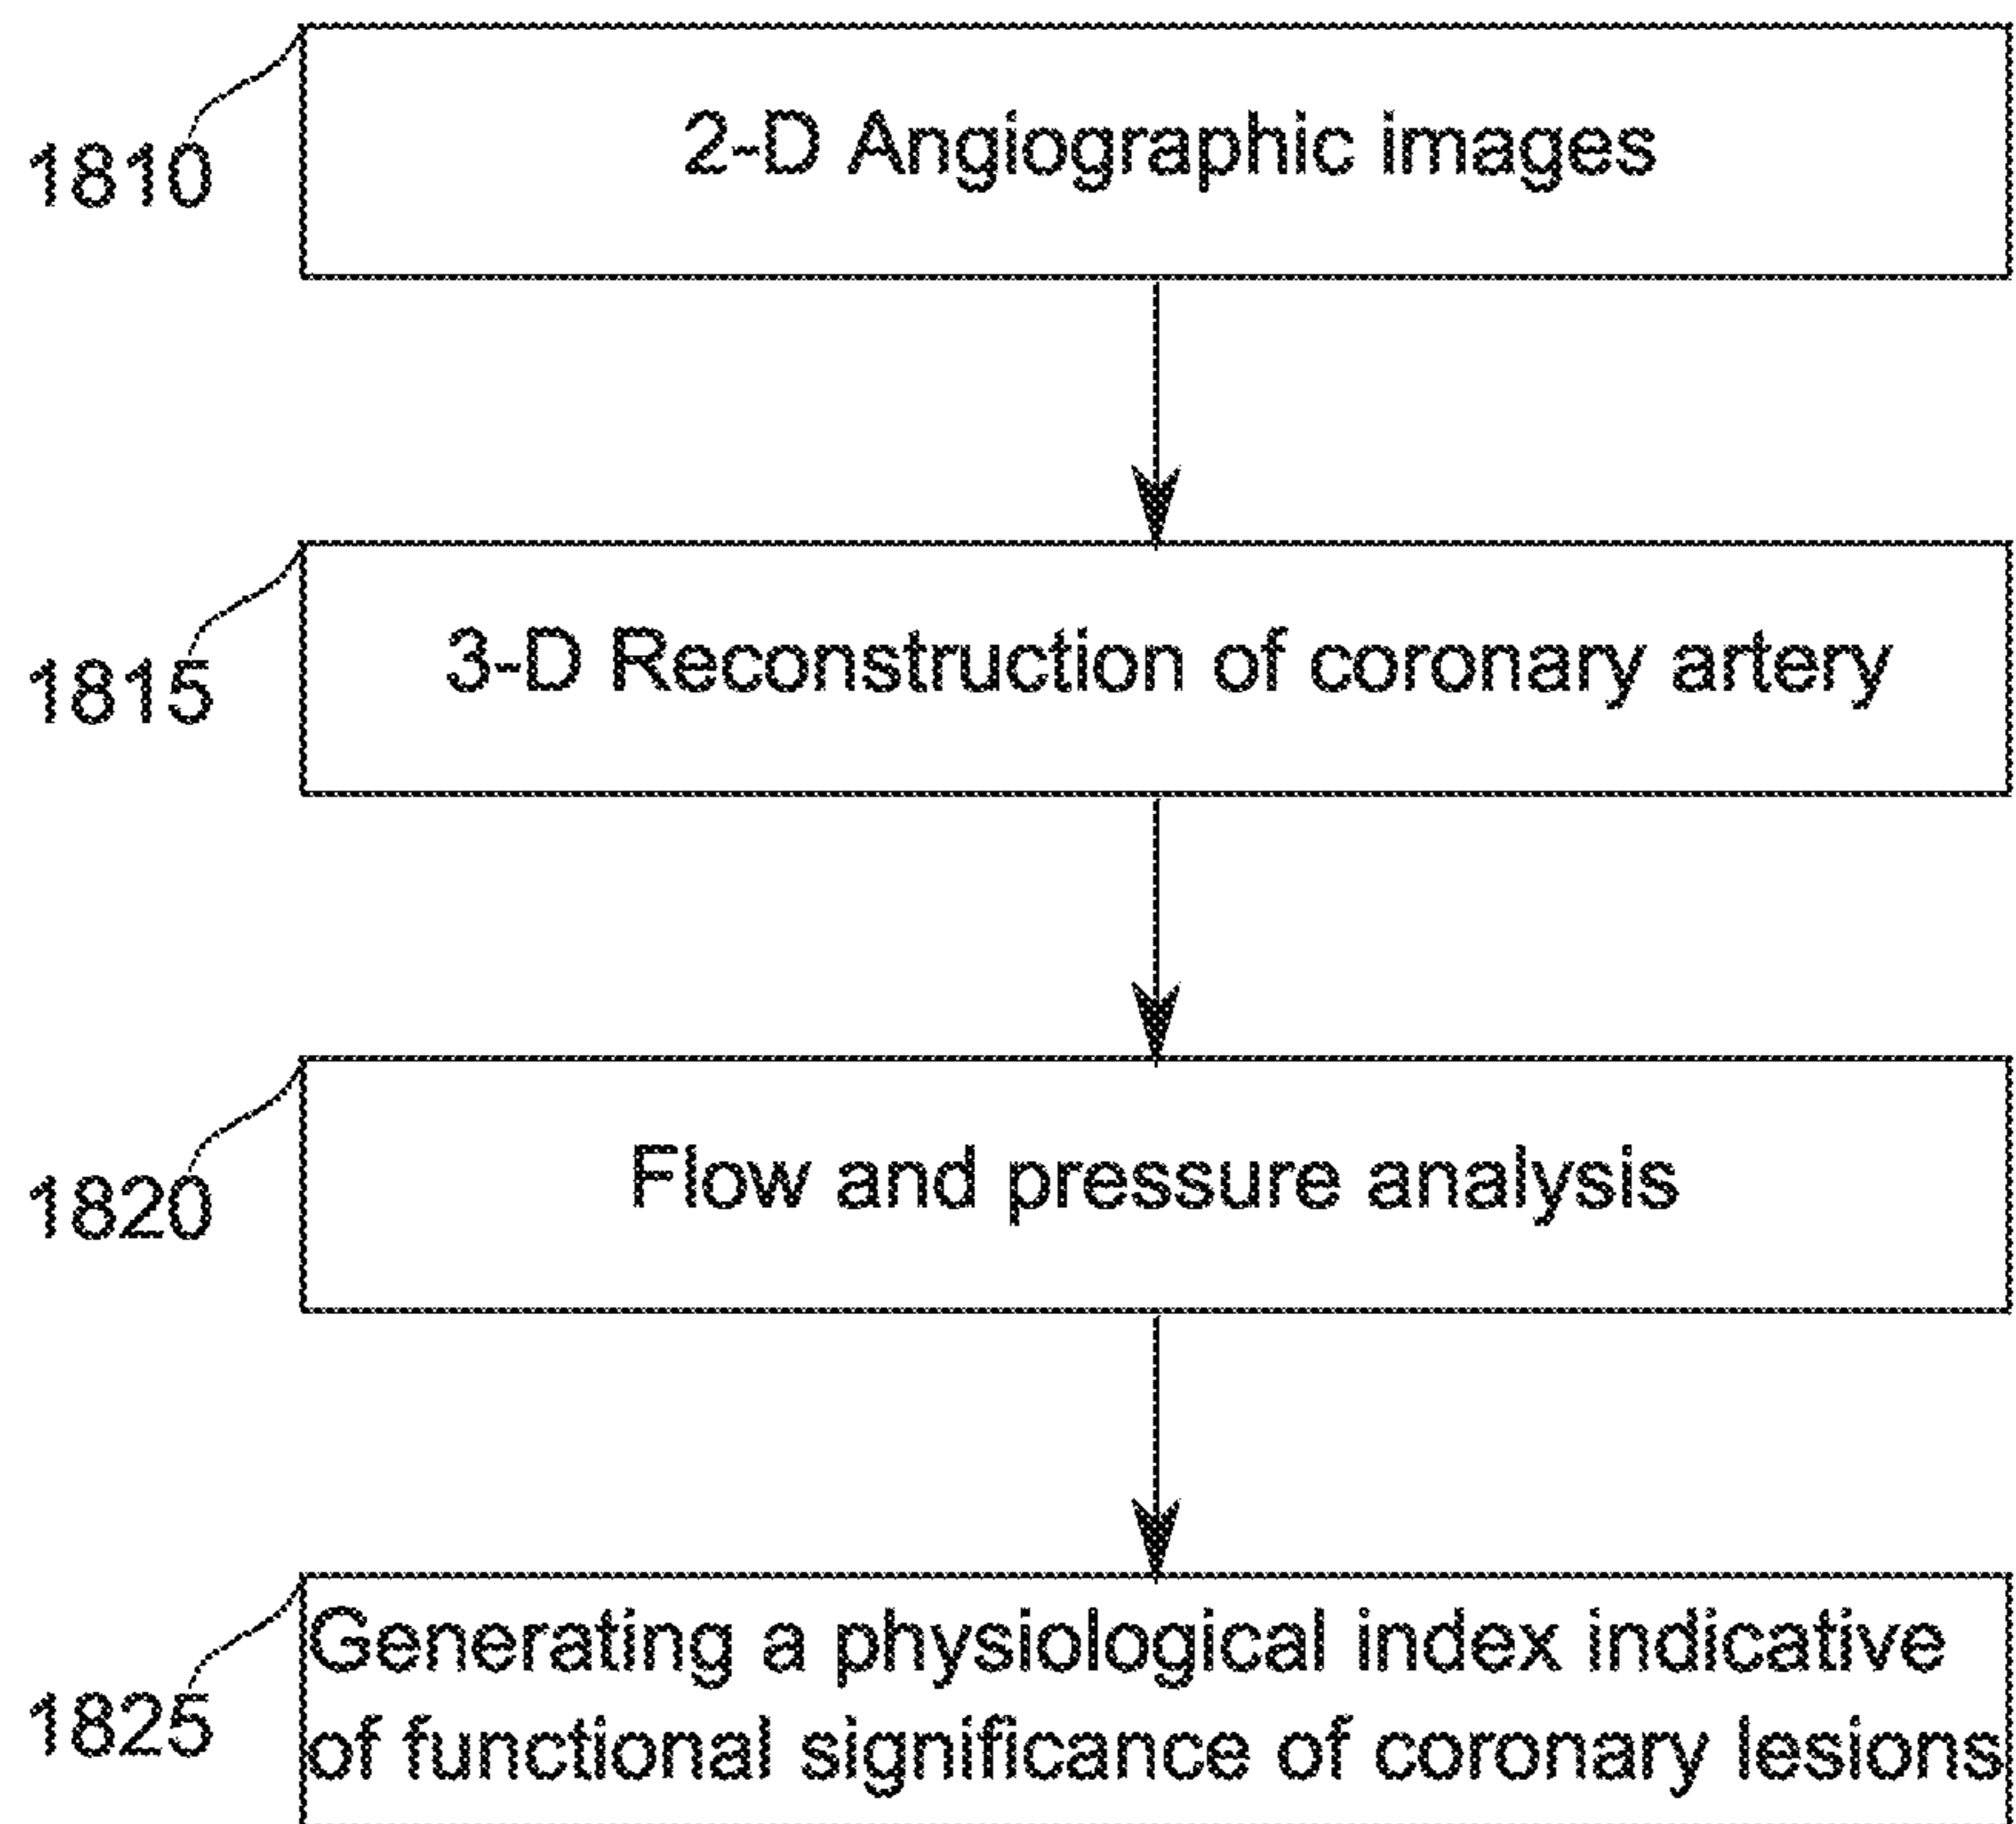 1810
2-D Angiographic images
1815
3-D Reconstruction of coronary artery
1820
Flow and pressure analysis
1825
Generating a physiological index indicative
of functional significance of coronary lesions